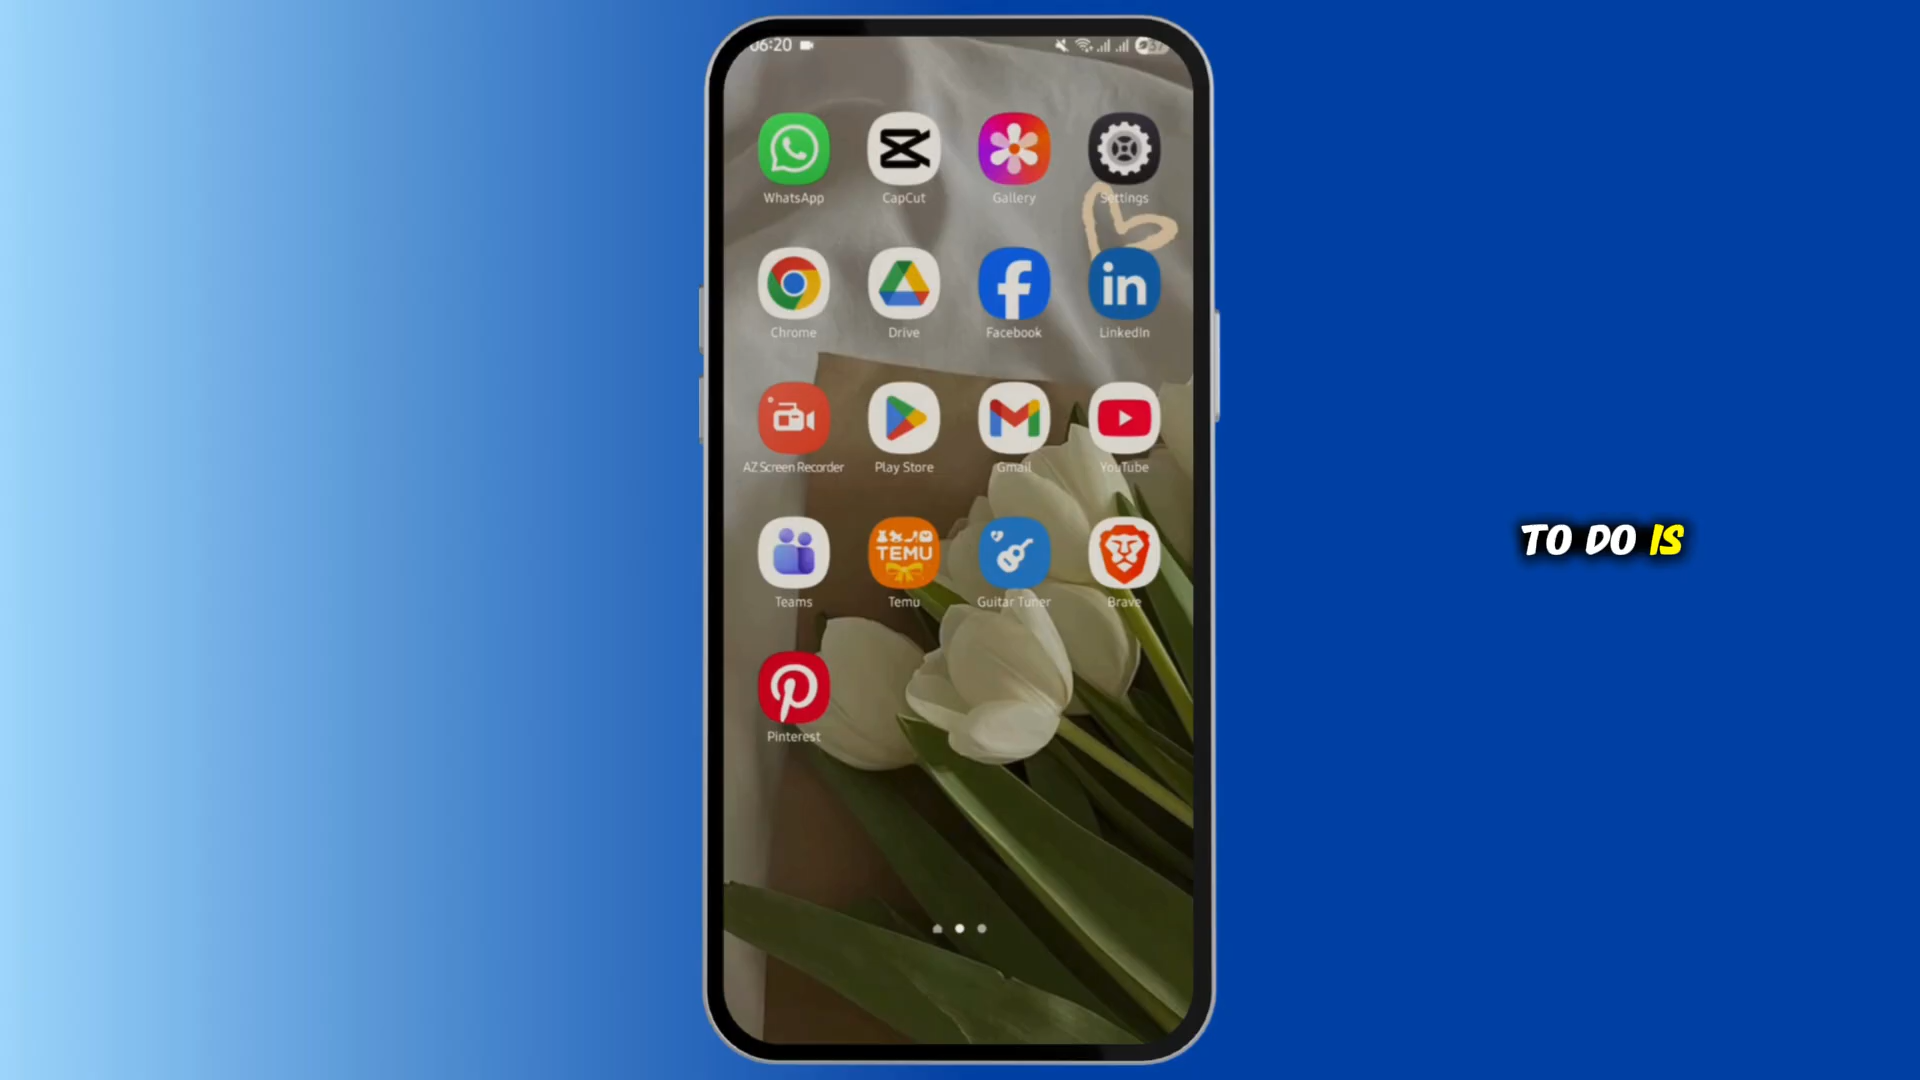 06:20
WhatsApp CapCut Gallery Settings
Chrome Drive Facebook LinkedIn
AZ Screen Recorder Play Store Gmail YouTube
TEMU
Teams Temu Guitar Tuner Brave
Pinterest
TO DO IS